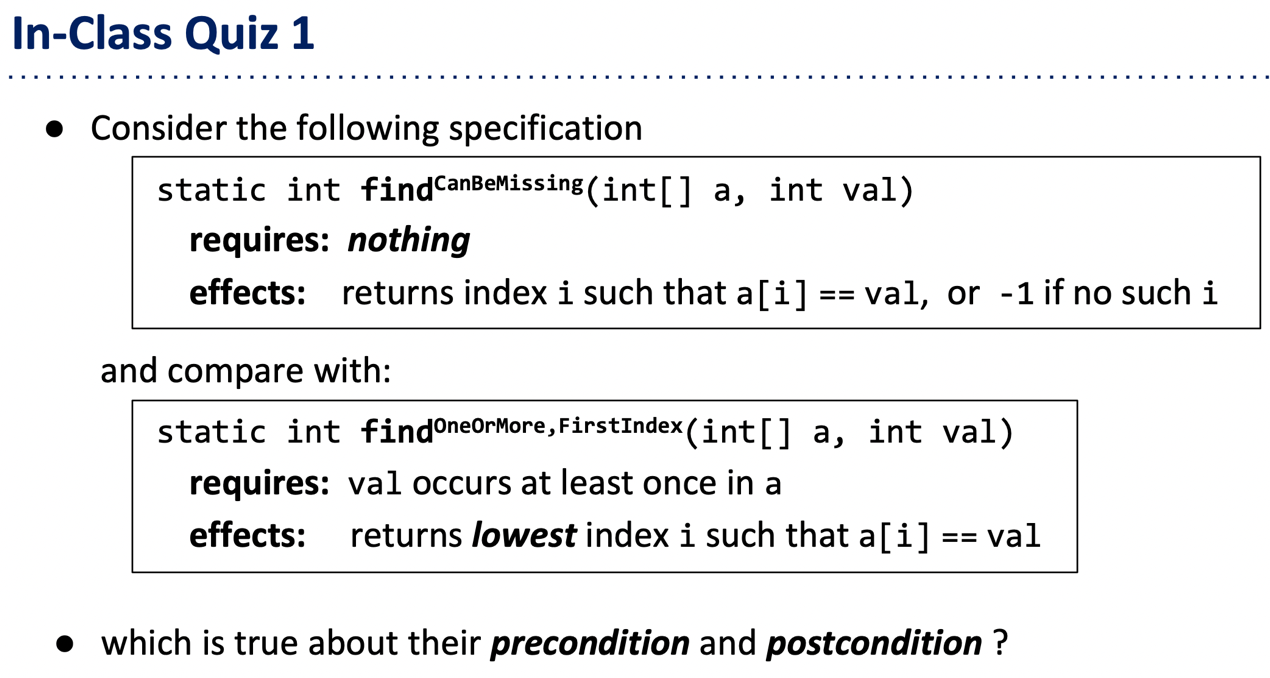 In-Class Quiz 1
● Consider the following specification
static int findCanBeMissing(int[] a, int val)
requires: nothing
effects: returns index i such that a[i] == val, or -1 if no such i
and compare with:
static int findOneOrMore,FirstIndex(int[] a, int val)
requires: val occurs at least once in a
effects: returns lowest index i such that a[i] == val
● which is true about their precondition and postcondition ?